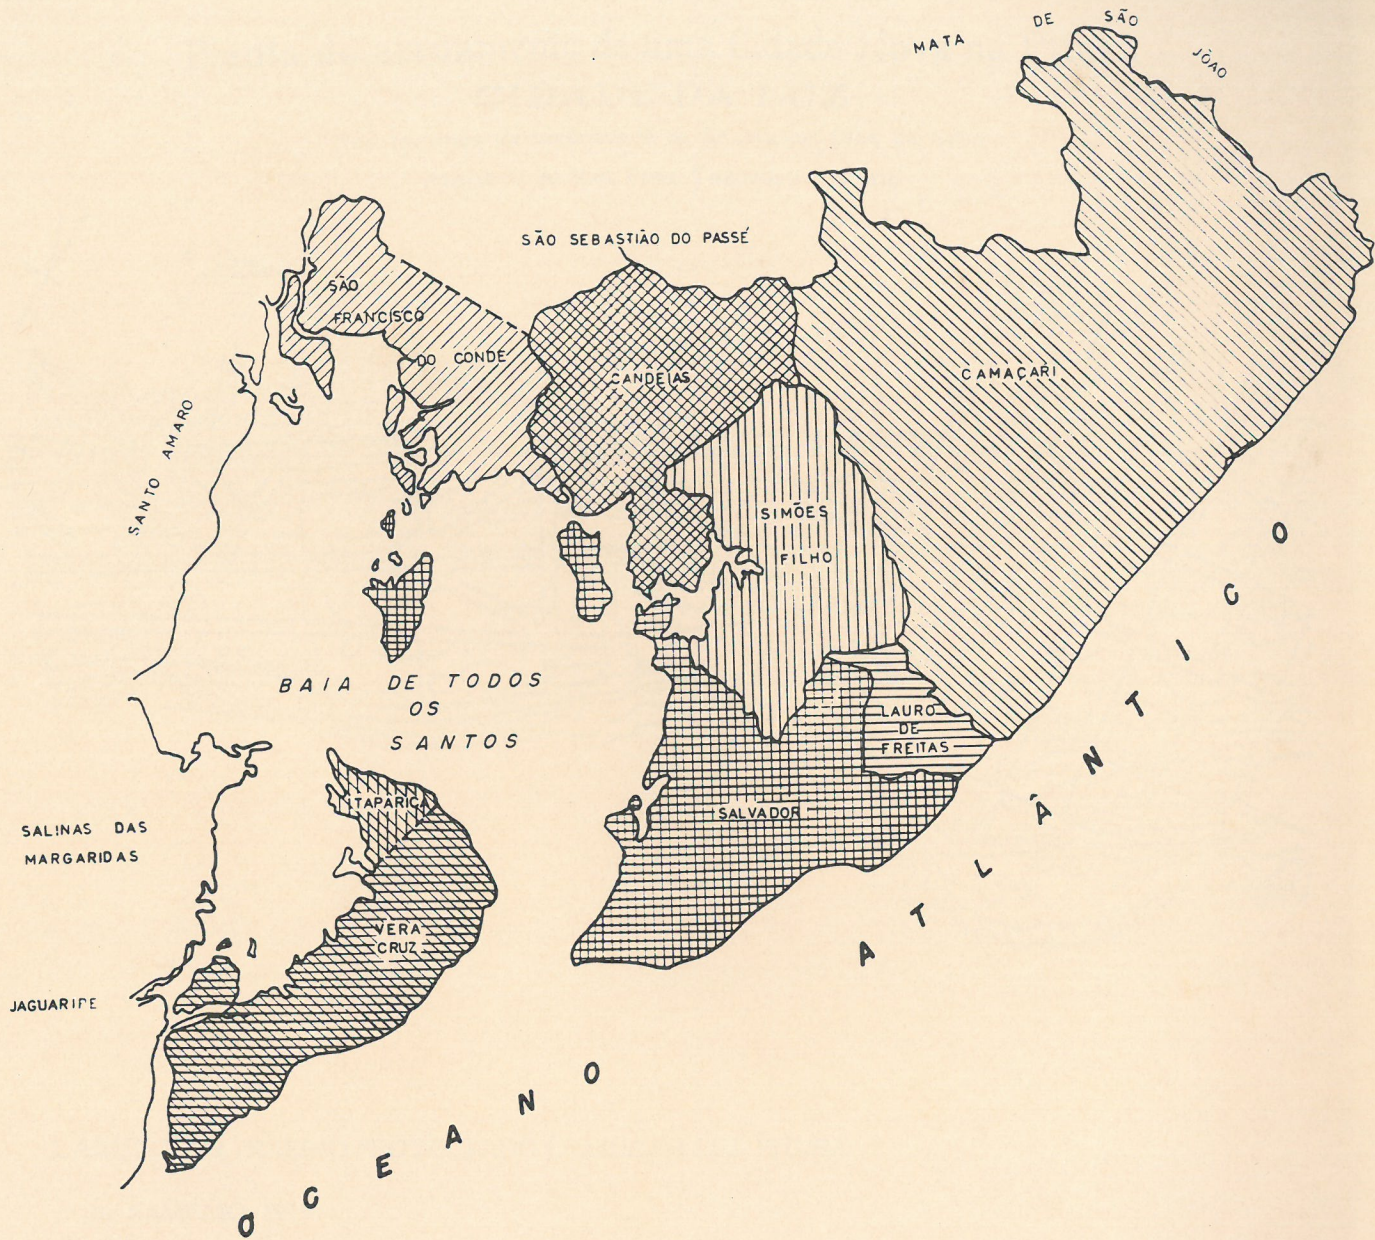 MATA DE SÃO JÕAO
SÃO SEBASTIÃO DO PASSÉ
SÃO
FRANCISCO
DO CONDE
CANDEIAS
CAMAÇARI
SANTO AMARO
SIMÕES
FILHO
BAIA DE TODOS
OS
SANTOS
LAURO
DE
FREITAS
ITAPARICA
SALVADOR
SALINAS DAS
MARGARIDAS
VERA
CRUZ
JAGUARIPE
OCEANO ATLÂNTICO